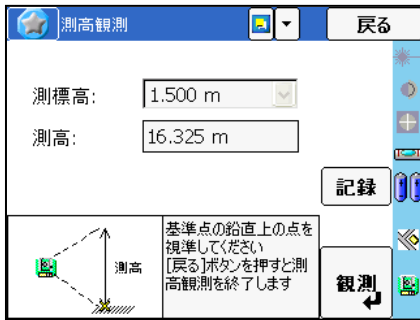 測高観測
戻る
測標高:
1.500 m
測高:
16.325 m
記録
測高
基準点の鉛直上の点を
視準してください
[戻る]ボタンを押すと測
高観測を終了します
観測